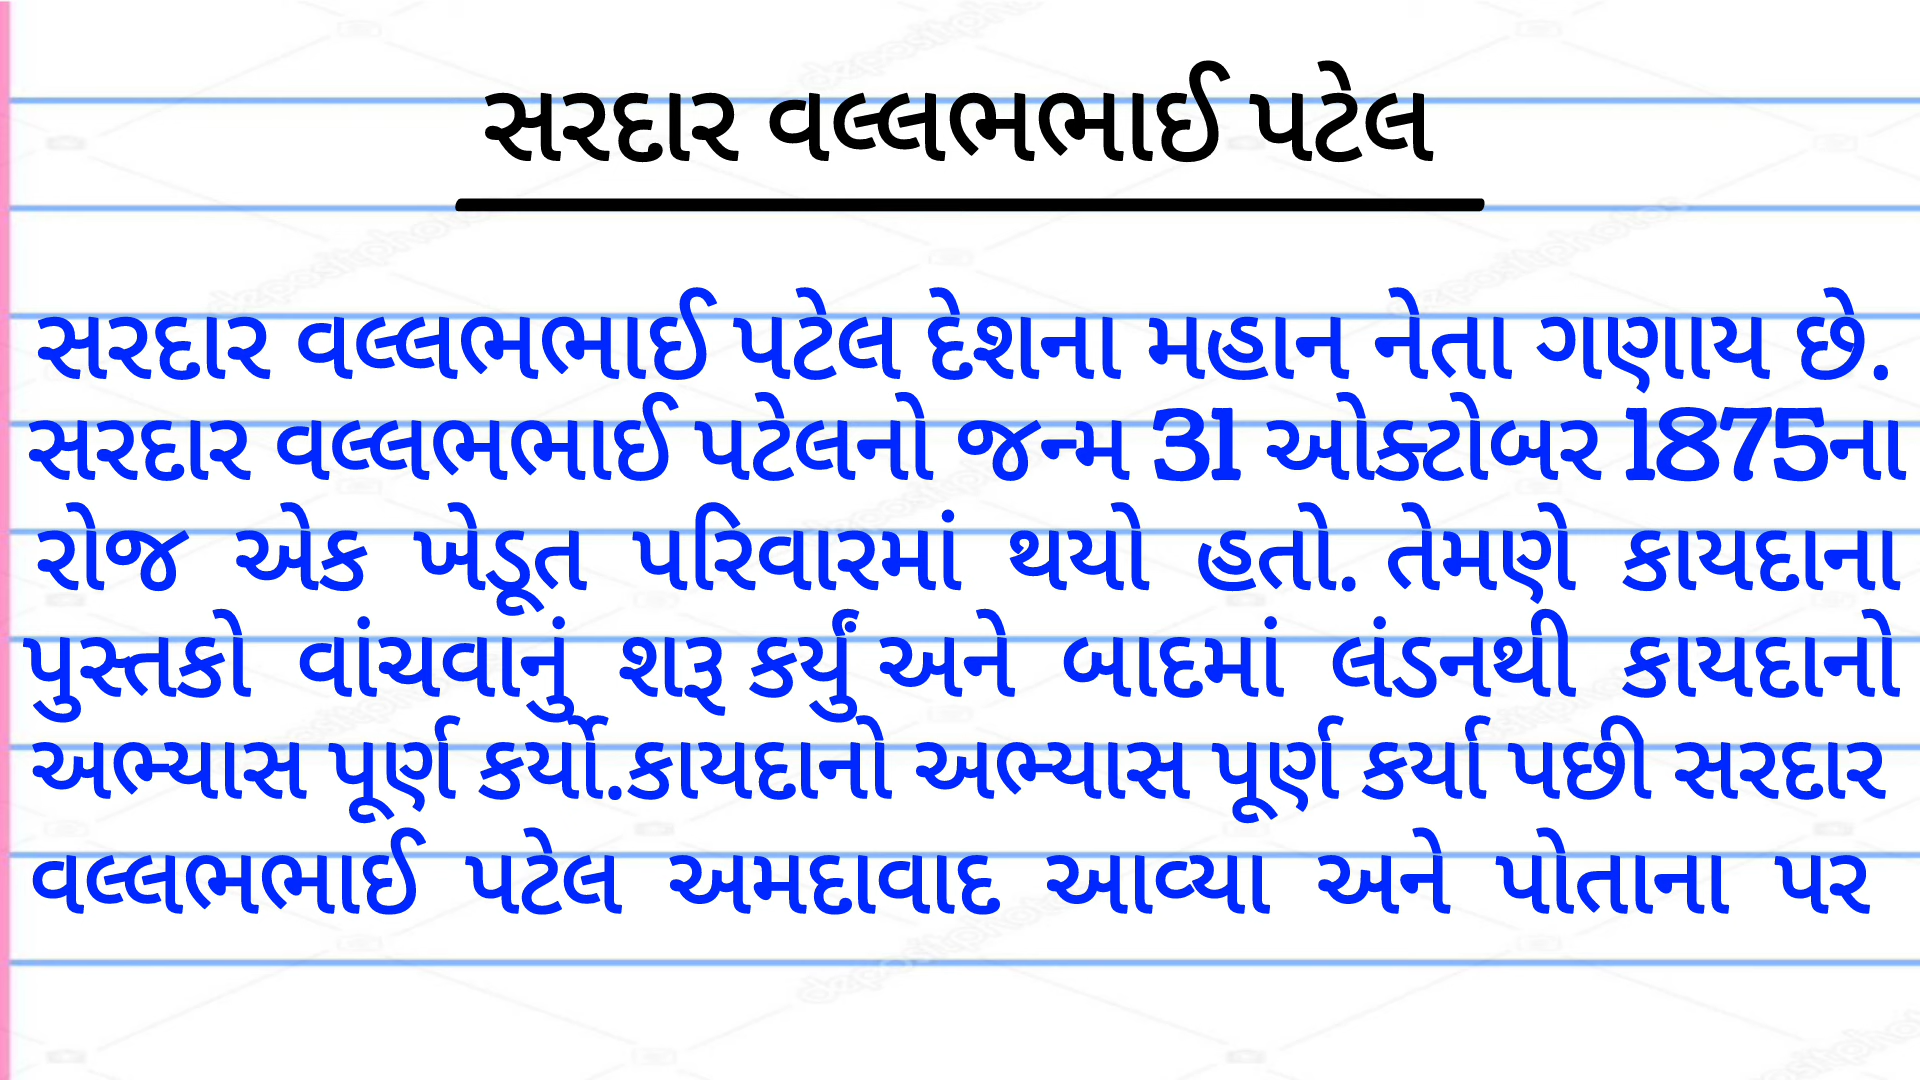 સરદાર વલ્લભભાઈ પટેલ
સરદાર વલ્લભભાઈ પટેલ દેશના મહાન નેતા ગણાય છે.
સરદાર વલ્લભભાઈ પટેલનો જન્મ 31 ઓક્ટોબર 1875ના
રોજ એક ખેડૂત પરિવારમાં થયો હતો. તેમણે કાયદાના
પુસ્તકો વાંચવાનું શરૂ કર્યું અને બાદમાં લંડનથી કાયદાનો
અભ્યાસ પૂર્ણ કર્યો.કાયદાનો અભ્યાસ પૂર્ણ કર્યા પછી સરદાર
વલ્લભભાઈ પટેલ અમદાવાદ આવ્યા અને પોતાના પર